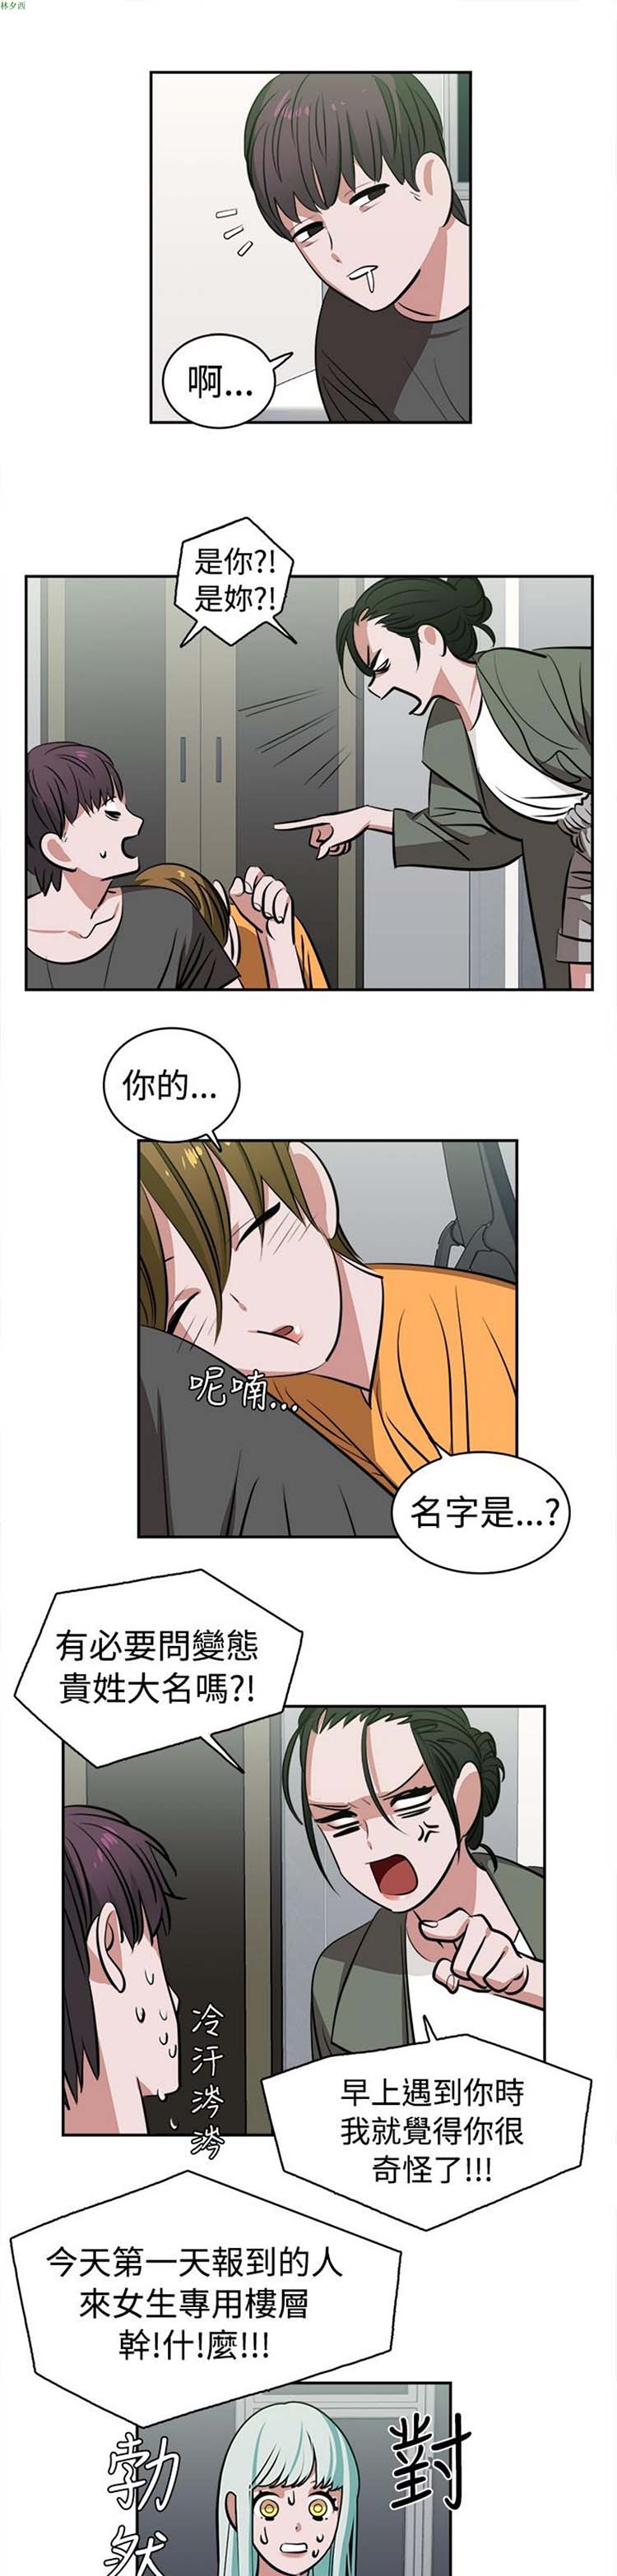 林夕西
啊...
是你?!
是妳?!
你的...
呢喃...
名字是...?
有必要問變態
貴姓大名嗎?!
冷汗涔涔
早上遇到你時
我就覺得你很
奇怪了!!!
今天第一天報到的人
來女生專用樓層
幹!什!麼!!!
對
勃然